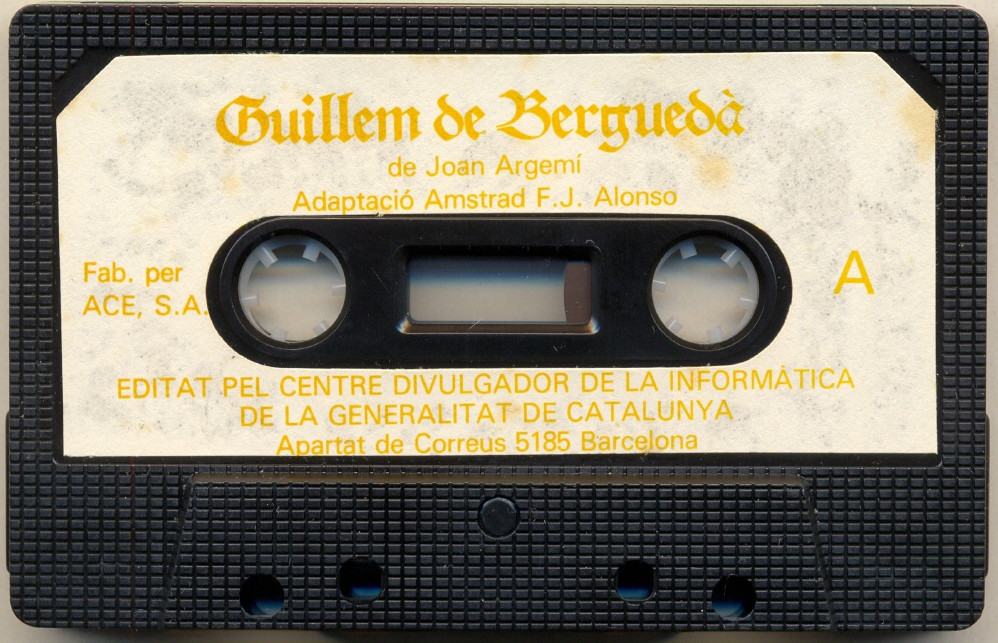 Guillem de Berguedà
de Joan Argemí
Adaptació Amstrad F.J. Alonso
Fab. per
ACE, S.A.
A
EDITAT PEL CENTRE DIVULGADOR DE LA INFORMÀTICA
DE LA GENERALITAT DE CATALUNYA
Apartat de Correus 5185 Barcelona